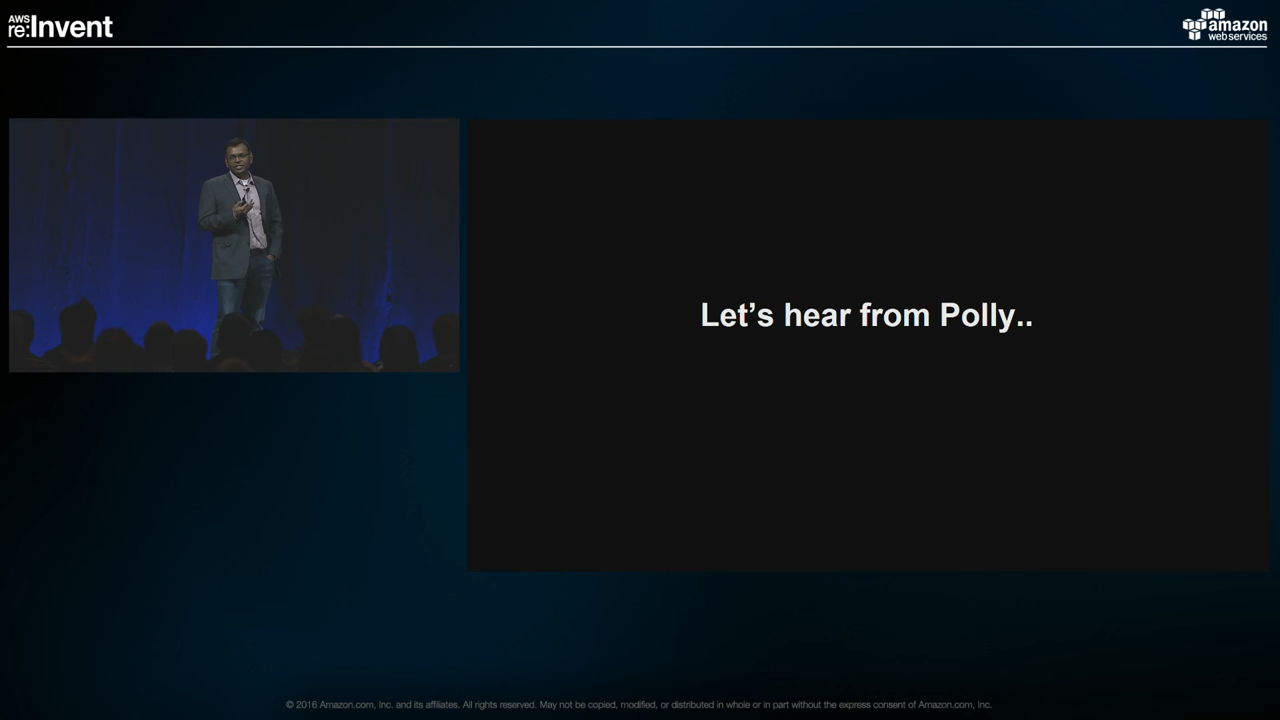 AWS
re:Invent
amazon
webservices
Let's hear from Polly..
© 2016 Amazon.com, Inc. and its affiliates. All rights reserved. May not be copied, modified, or distributed in whole or in part without the express consent of Amazon.com, Inc.